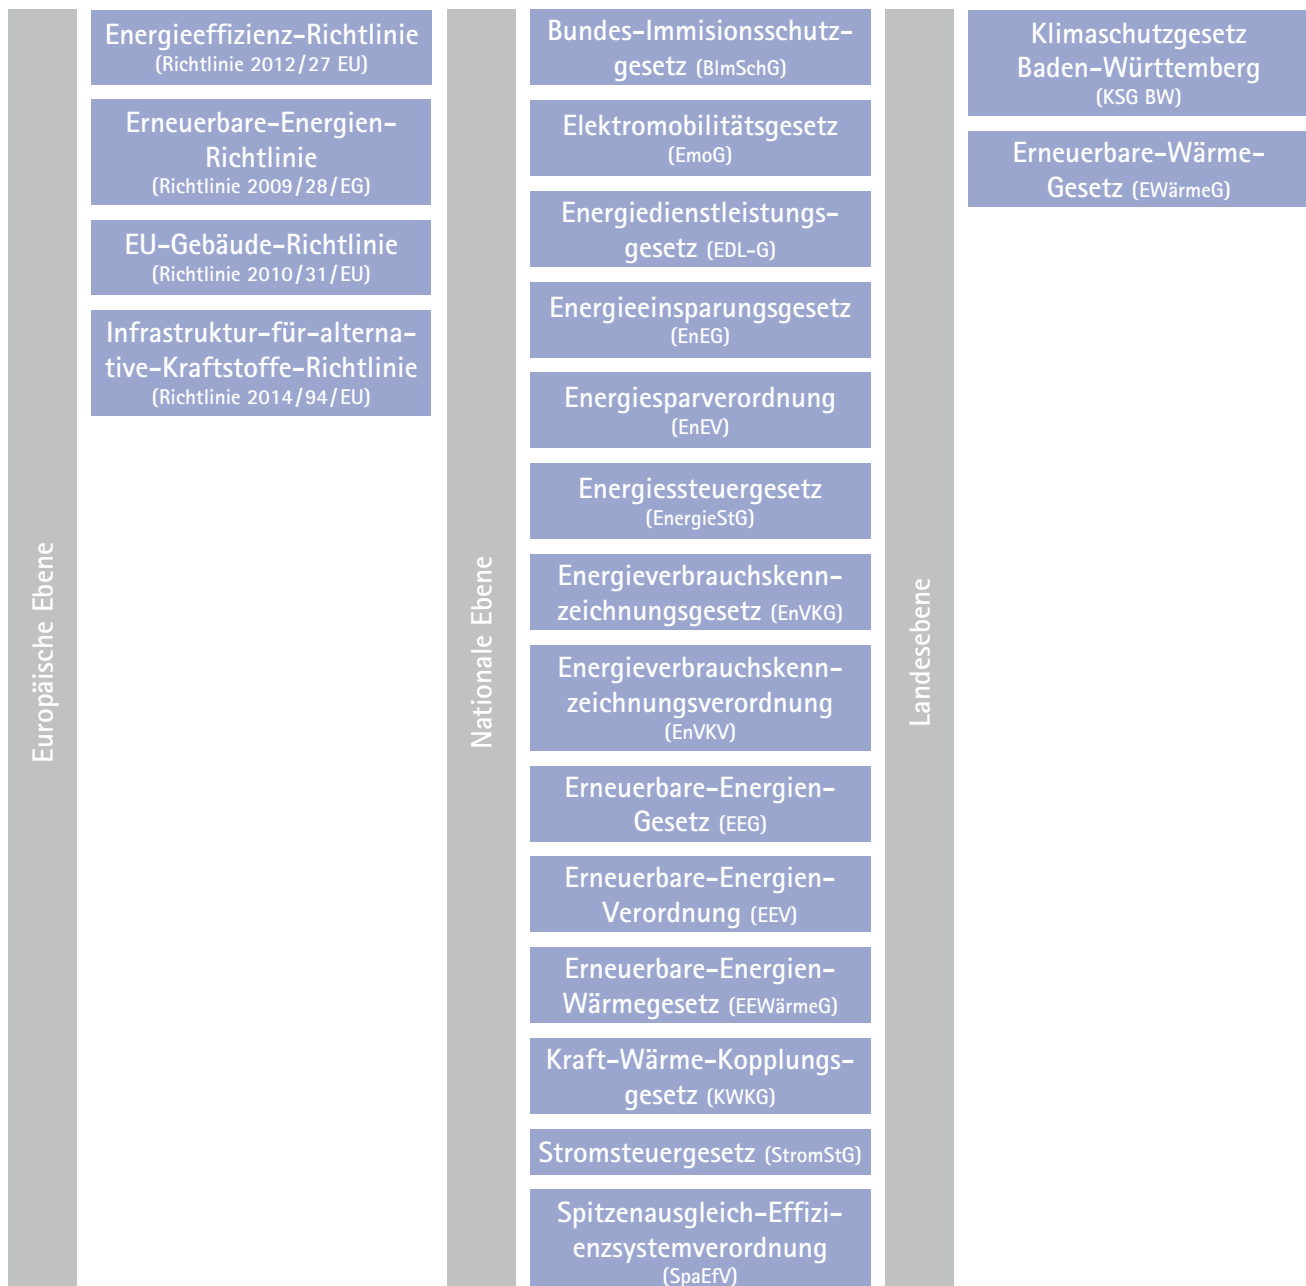 Europäische Ebene
Energieeffizienz-Richtlinie
(Richtlinie 2012/27 EU)
Erneuerbare-Energien-
Richtlinie
(Richtlinie 2009/28/EG)
EU-Gebäude-Richtlinie
(Richtlinie 2010/31/EU)
Infrastruktur-für-alterna-
tive-Kraftstoffe-Richtlinie
(Richtlinie 2014/94/EU)
Nationale Ebene
Bundes-Immisionsschutz-
gesetz (BImSchG)
Elektromobilitätsgesetz
(EmoG)
Energiedienstleistungs-
gesetz (EDL-G)
Energieeinsparungsgesetz
(EnEG)
Energiesparverordnung
(EnEV)
Energiessteuergesetz
(EnergieStG)
Energieverbrauchskenn-
zeichnungsgesetz (EnVKG)
Energieverbrauchskenn-
zeichnungsverordnung
(EnVKV)
Erneuerbare-Energien-
Gesetz (EEG)
Erneuerbare-Energien-
Verordnung (EEV)
Erneuerbare-Energien-
Wärmegesetz (EEWärmeG)
Kraft-Wärme-Kopplungs-
gesetz (KWKG)
Stromsteuergesetz (StromStG)
Spitzenausgleich-Effizi-
enzsystemverordnung
(SpaEfV)
Landesebene
Klimaschutzgesetz
Baden-Württemberg
(KSG BW)
Erneuerbare-Wärme-
Gesetz (EWärmeG)